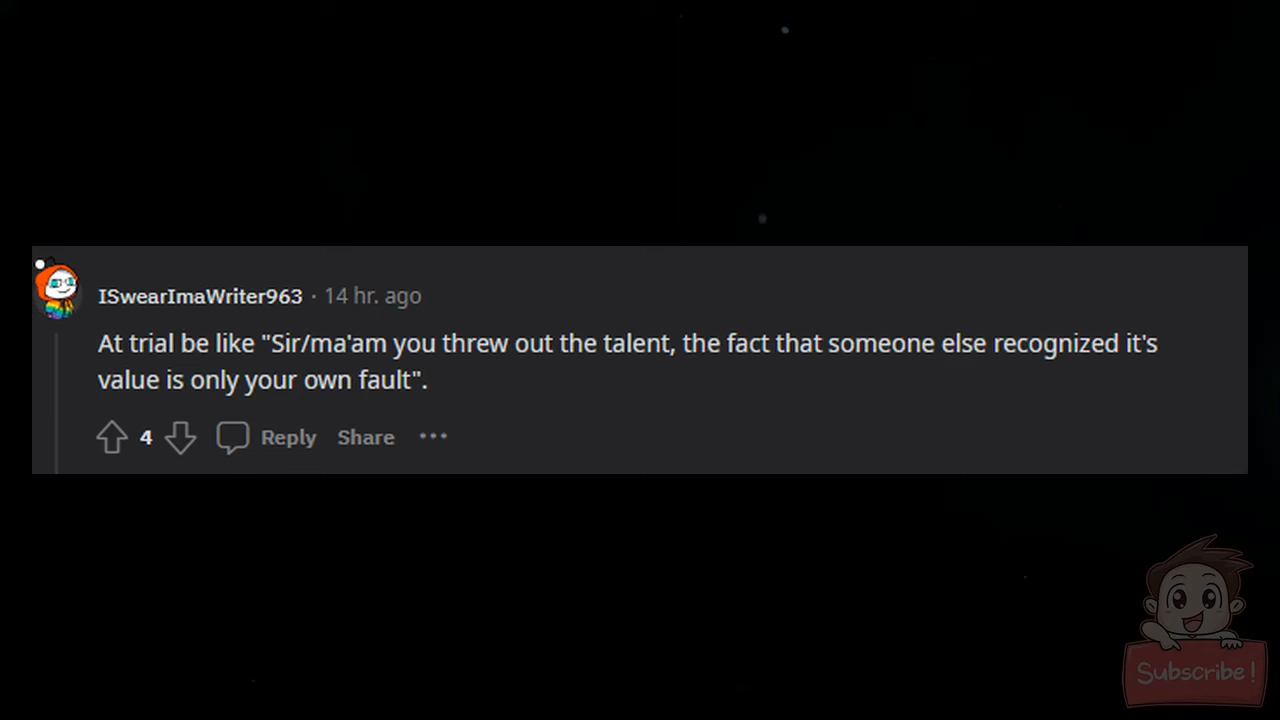 ISwearImaWriter963 · 14 hr. ago
At trial be like "Sir/ma'am you threw out the talent, the fact that someone else recognized it's
value is only your own fault".
4 Reply Share ···
Subscribe!